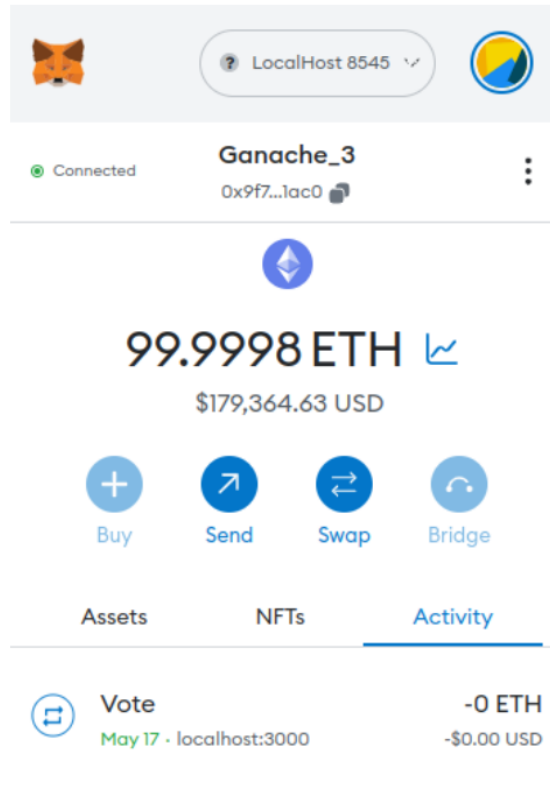 ? LocalHost 8545
Connected
Ganache_3
0x9f7...1ac0
99.9998 ETH
$179,364.63 USD
Buy Send Swap Bridge
Assets NFTs Activity
Vote -0 ETH
May 17 · localhost:3000 -$0.00 USD